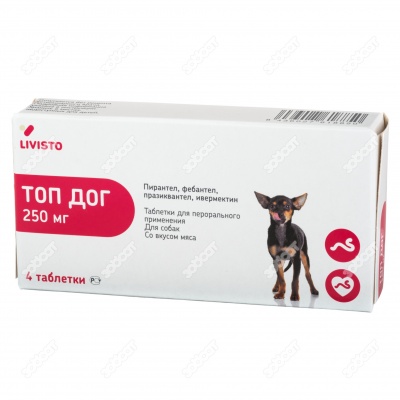 LIVISTO
ТОП ДОГ
250 мг
Пирантел, фебантел,
празиквантел, ивермектин
Таблетки для перорального
применения
Для собак
Со вкусом мяса
4 таблетки